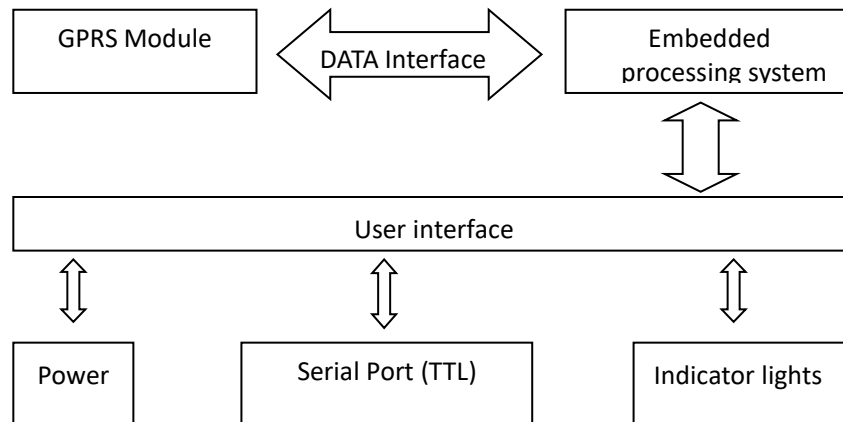 GPRS Module
DATA Interface
Embedded
processing system
User interface
Power
Serial Port (TTL)
Indicator lights